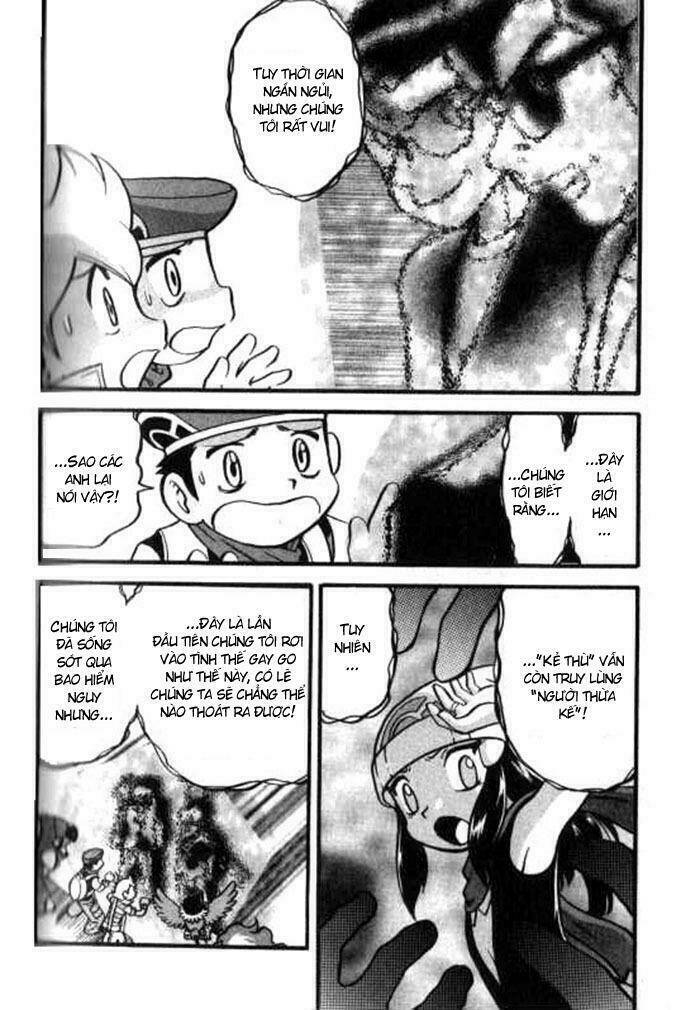 TUY THỜI GIAN
NGẮN NGỦI,
NHƯNG CHÚNG
TÔI RẤT VUI!
...ĐÂY
LÀ
GIỚI
HẠN
...
...CHÚNG
TÔI BIẾT
RẰNG...
...SAO CÁC
ANH LẠI
NÓI VẬY?!
..."KẺ THÙ" VẪN
CÒN TRUY LÙNG
"NGƯỜI THỪA
KẾ"!
TUY
NHIÊN
...
...ĐÂY LÀ LẦN
ĐẦU TIÊN CHÚNG TÔI RƠI
VÀO TÌNH THẾ GAY GO
NHƯ THẾ NÀY, CÓ LẼ
CHÚNG TA SẼ CHẲNG THỂ
NÀO THOÁT RA ĐƯỢC!
CHÚNG TÔI
ĐÃ SỐNG
SÓT QUA
BAO HIỂM
NGUY
NHƯNG...